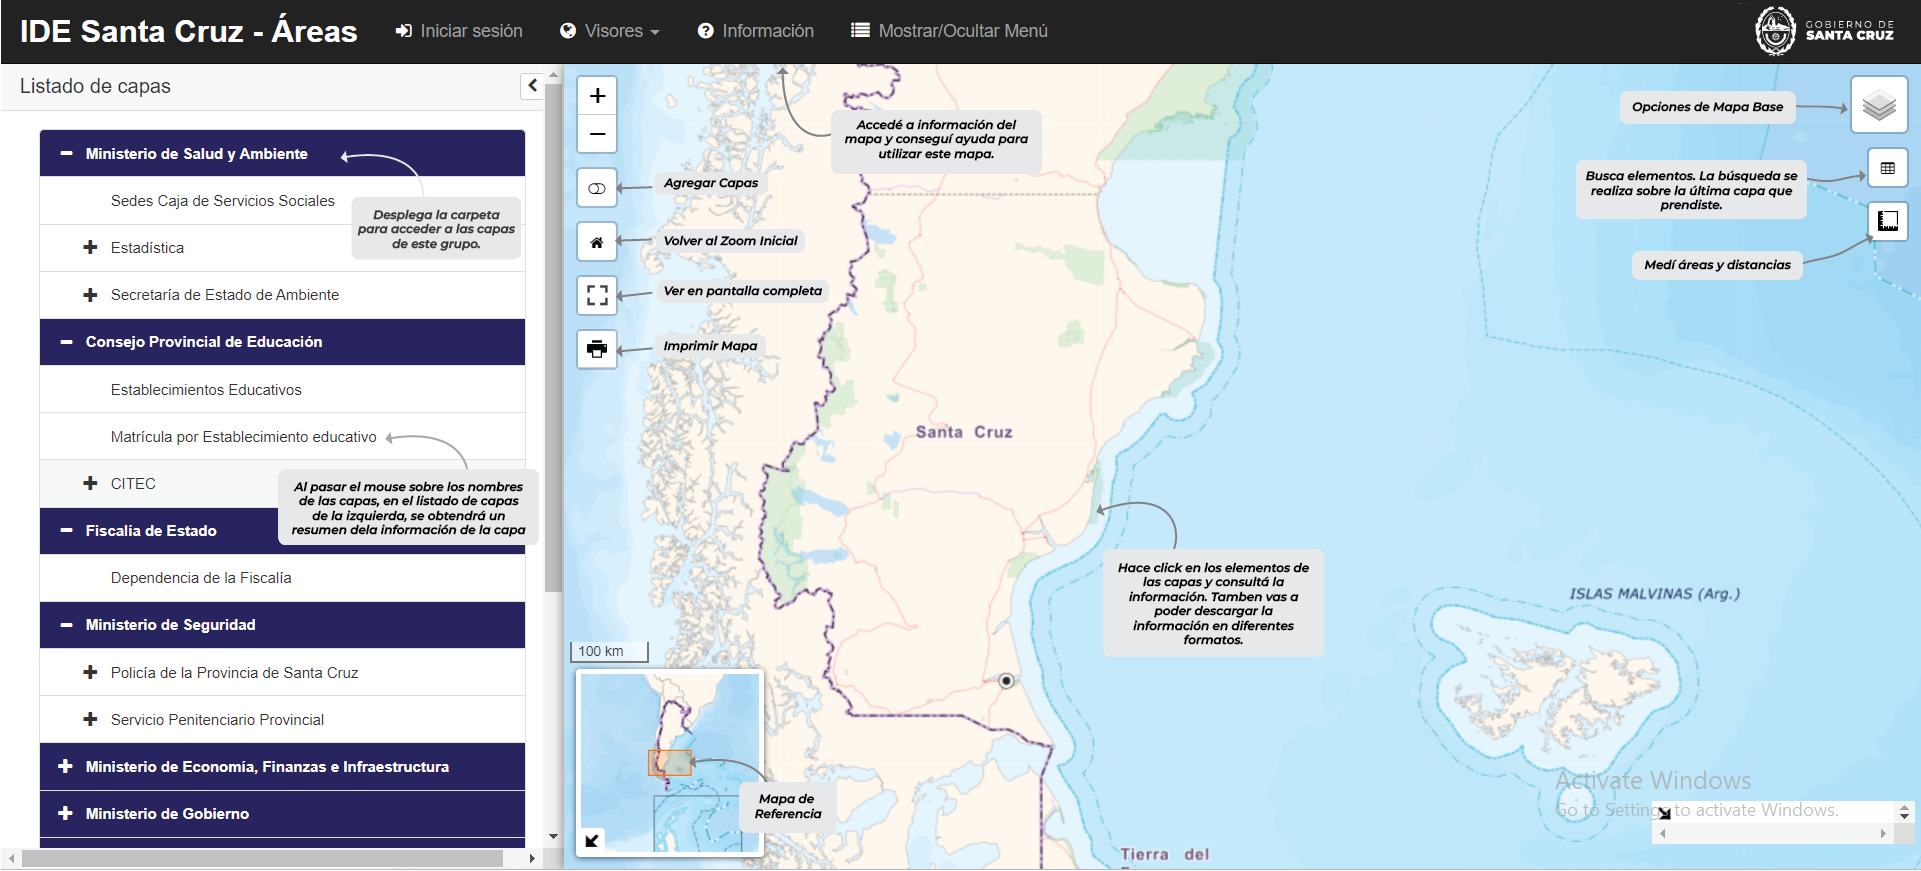 IDE Santa Cruz - Áreas
Iniciar sesión
Visores
Información
Mostrar/Ocultar Menú
GOBIERNO DE
SANTA CRUZ
Listado de capas
Ministerio de Salud y Ambiente
Sedes Caja de Servicios Sociales
Desplega la carpeta
para acceder a las capas
de este grupo.
Estadística
Secretaría de Estado de Ambiente
Consejo Provincial de Educación
Establecimientos Educativos
Matrícula por Establecimiento educativo
CITEC
Al pasar el mouse sobre los nombres
de las capas, en el listado de capas
de la izquierda, se obtendrá un
resumen dela información de la capa
Fiscalía de Estado
Dependencia de la Fiscalía
Ministerio de Seguridad
Policía de la Provincia de Santa Cruz
Servicio Penitenciario Provincial
Ministerio de Economía, Finanzas e Infraestructura
Ministerio de Gobierno
Accedé a información del
mapa y conseguí ayuda para
utilizar este mapa.
Agregar Capas
Volver al Zoom Inicial
Ver en pantalla completa
Imprimir Mapa
Opciones de Mapa Base
Busca elementos. La búsqueda se
realiza sobre la última capa que
prendiste.
Medí áreas y distancias
Santa Cruz
Hace click en los elementos de
las capas y consultá la
información. Tamben vas a
poder descargar la
información en diferentes
formatos.
ISLAS MALVINAS (Arg.)
100 km
Mapa de
Referencia
Tierra del
Activate Windows
Go to Settings to activate Windows.